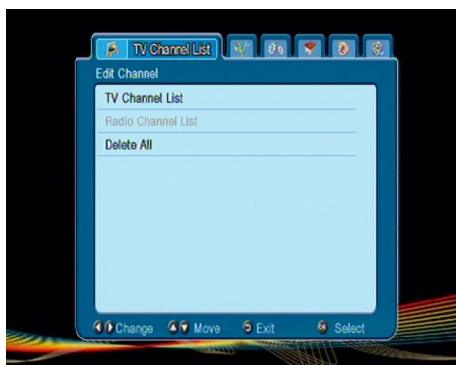 TV Channel List
Edit Channel
TV Channel List
Radio Channel List
Delete All
Change Move Exit Select